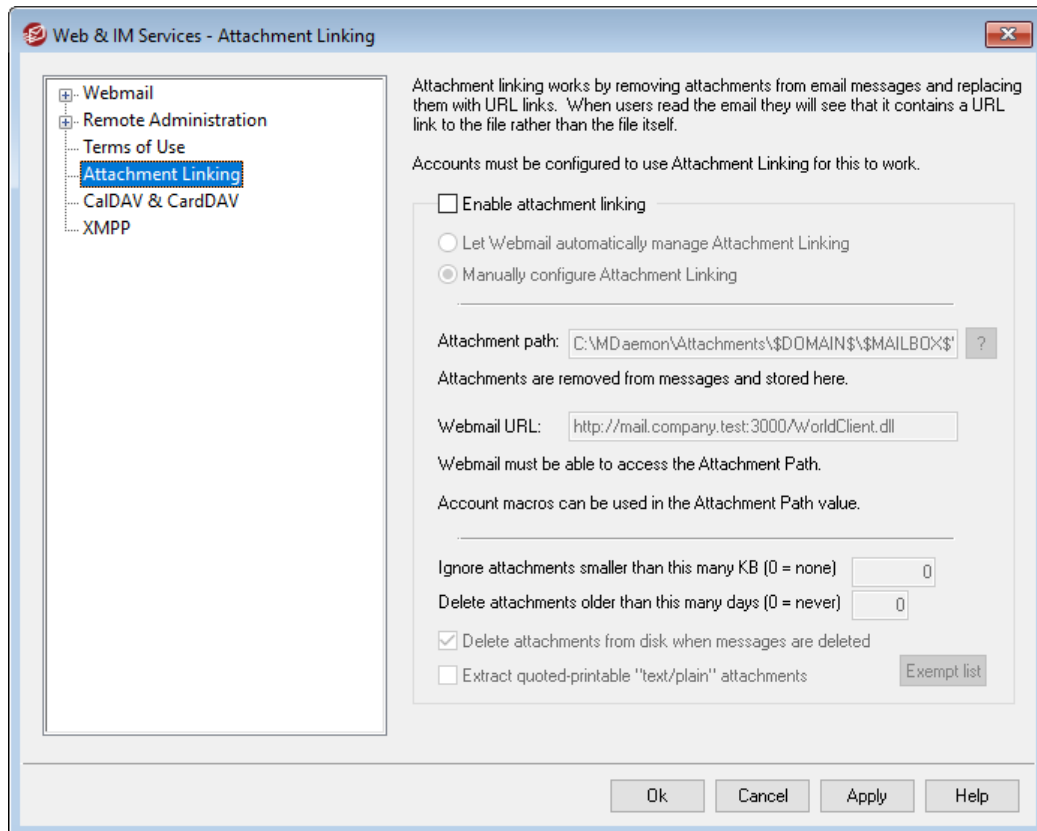 Web & IM Services - Attachment Linking
Webmail
Remote Administration
Terms of Use
Attachment Linking
CalDAV & CardDAV
XMPP
Attachment linking works by removing attachments from email messages and replacing
them with URL links. When users read the email they will see that it contains a URL
link to the file rather than the file itself.
Accounts must be configured to use Attachment Linking for this to work.
Enable attachment linking
Let Webmail automatically manage Attachment Linking
Manually configure Attachment Linking
Attachment path: C:\MDaemon\Attachments\$DOMAIN$\$MAILBOX$' ?
Attachments are removed from messages and stored here.
Webmail URL: http://mail.company.test:3000/WorldClient.dll
Webmail must be able to access the Attachment Path.
Account macros can be used in the Attachment Path value.
Ignore attachments smaller than this many KB (0 = none) 0
Delete attachments older than this many days (0 = never) 0
Delete attachments from disk when messages are deleted
Extract quoted-printable "text/plain" attachments Exempt list
Ok Cancel Apply Help